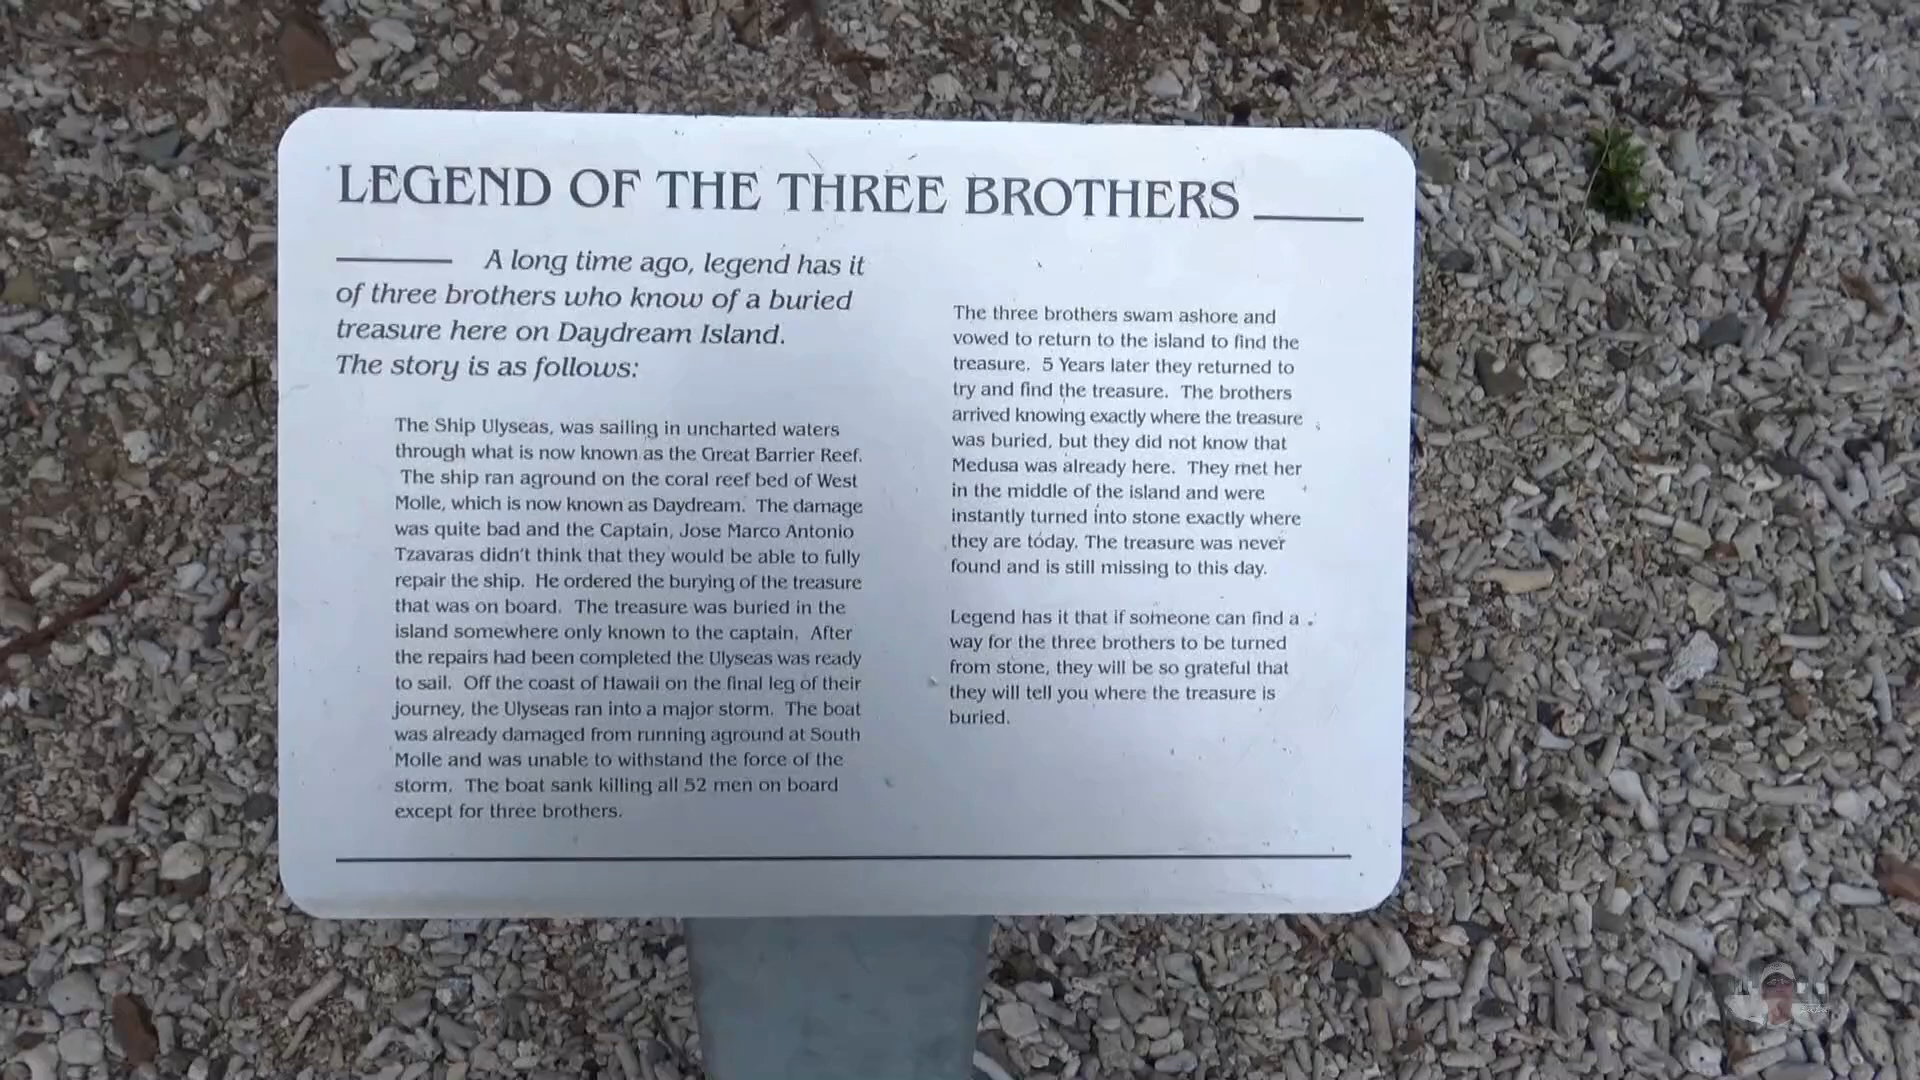 LEGEND OF THE THREE BROTHERS
A long time ago, legend has it
of three brothers who know of a buried
treasure here on Daydream Island.
The story is as follows:
The Ship Ulyseas, was sailing in uncharted waters
through what is now known as the Great Barrier Reef.
The ship ran aground on the coral reef bed of West
Molle, which is now known as Daydream. The damage
was quite bad and the Captain, Jose Marco Antonio
Tzavaras didn't think that they would be able to fully
repair the ship. He ordered the burying of the treasure
that was on board. The treasure was buried in the
island somewhere only known to the captain. After
the repairs had been completed the Ulyseas was ready
to sail. Off the coast of Hawaii on the final leg of their
journey, the Ulyseas ran into a major storm. The boat
was already damaged from running aground at South
Molle and was unable to withstand the force of the
storm. The boat sank killing all 52 men on board
except for three brothers.
The three brothers swam ashore and
vowed to return to the island to find the
treasure. 5 Years later they returned to
try and find the treasure. The brothers
arrived knowing exactly where the treasure
was buried, but they did not know that
Medusa was already here. They met her
in the middle of the island and were
instantly turned into stone exactly where
they are today. The treasure was never
found and is still missing to this day.
Legend has it that if someone can find a
way for the three brothers to be turned
from stone, they will be so grateful that
they will tell you where the treasure is
buried.